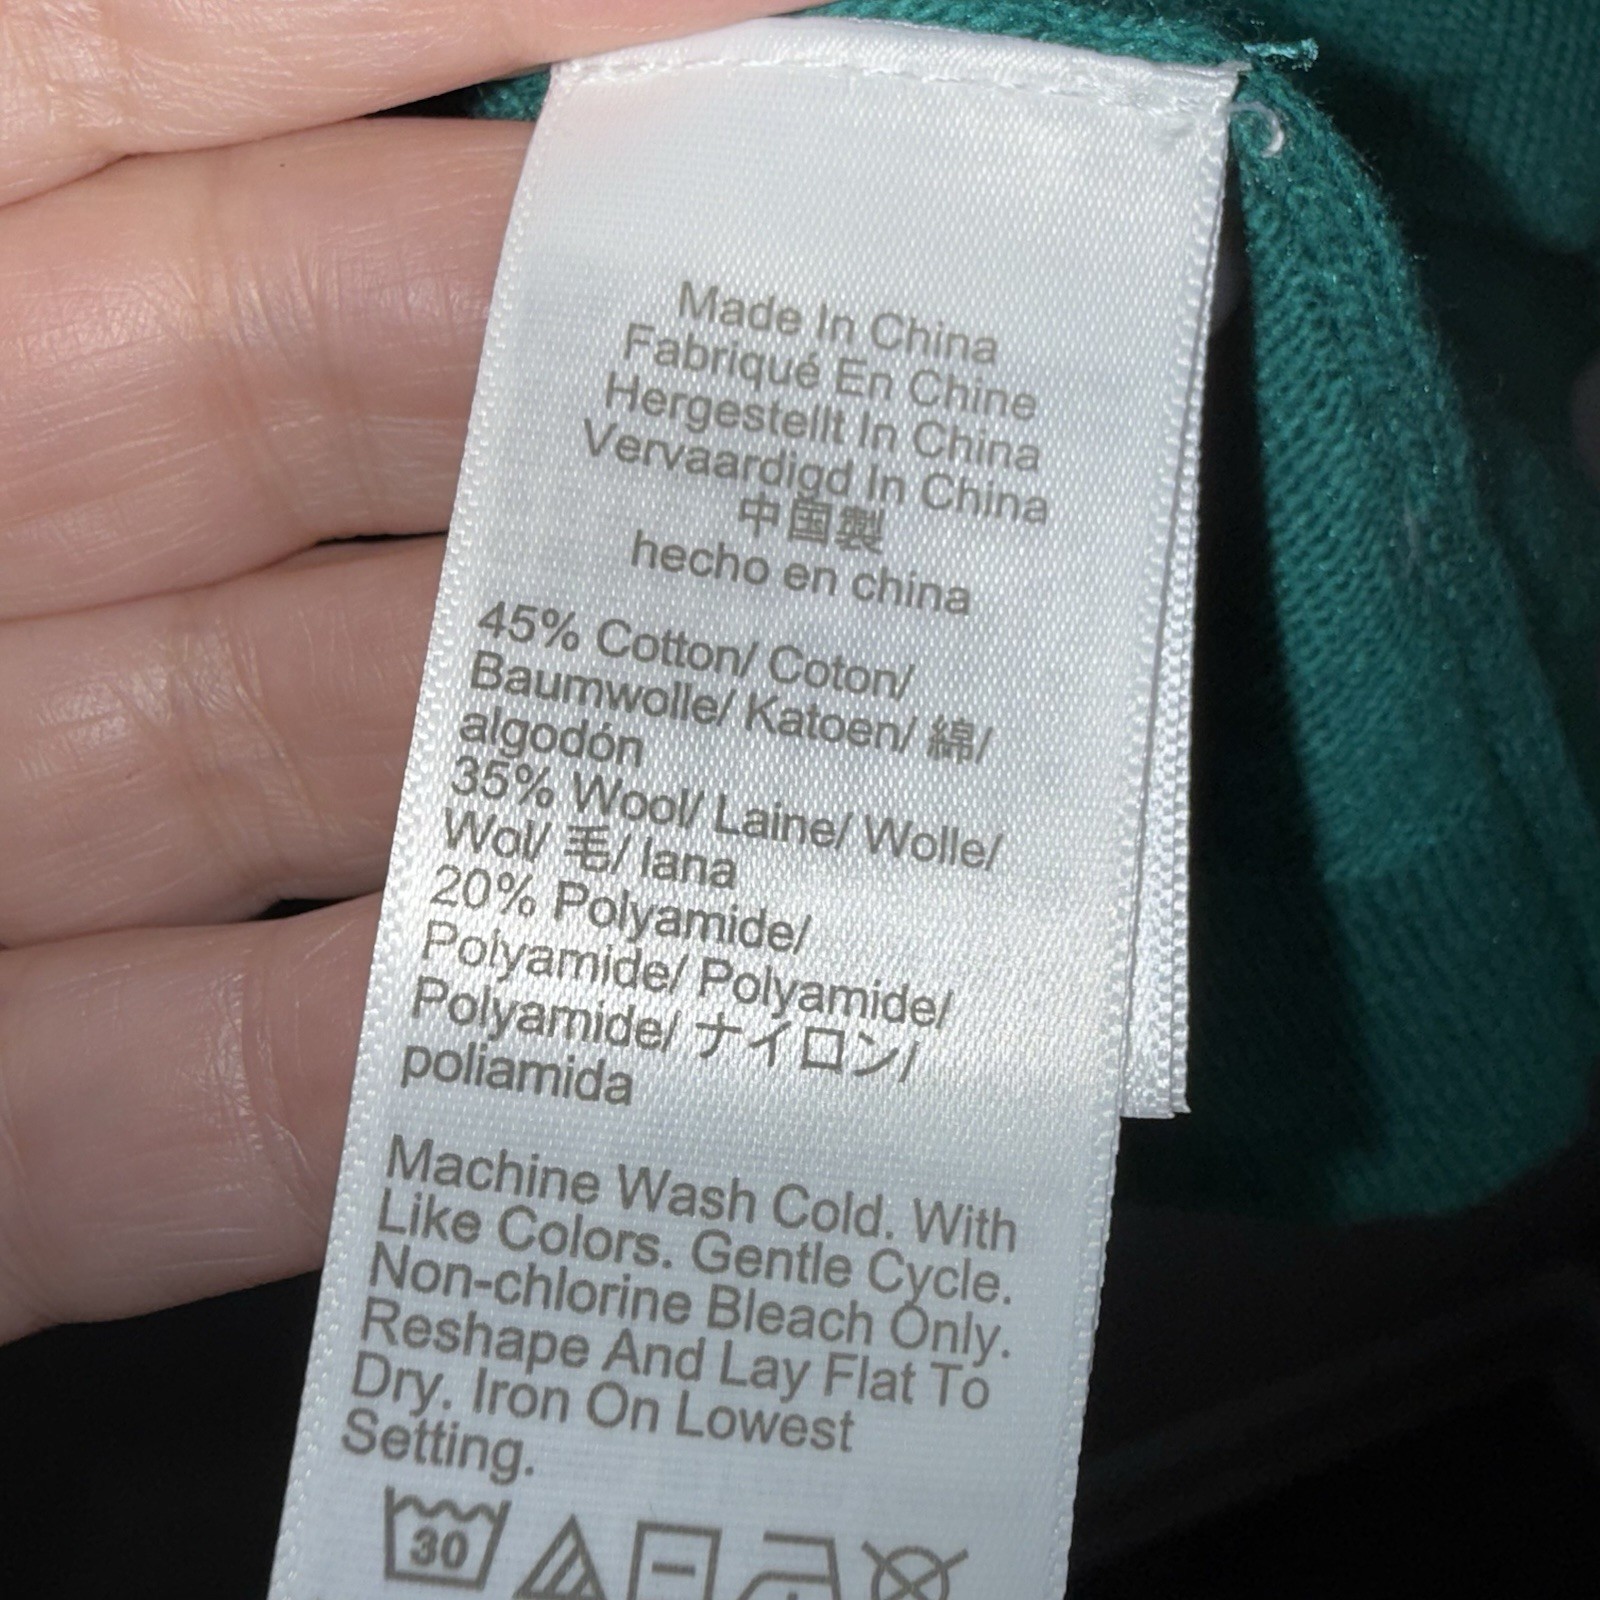 Made In China
Fabriqué En Chine
Hergestellt In China
Vervaardigd In China
中国製
hecho en china
45% Cotton/ Coton/
Baumwolle/ Katoen/ 綿/
algodón
35% Wool/ Laine/ Wolle/
Wol/ 毛/ lana
20% Polyamide/
Polyamide/ Polyamide/
Polyamide/ ナイロン/
poliamida
Machine Wash Cold. With
Like Colors. Gentle Cycle.
Non-chlorine Bleach Only.
Reshape And Lay Flat To
Dry. Iron On Lowest
Setting.
30